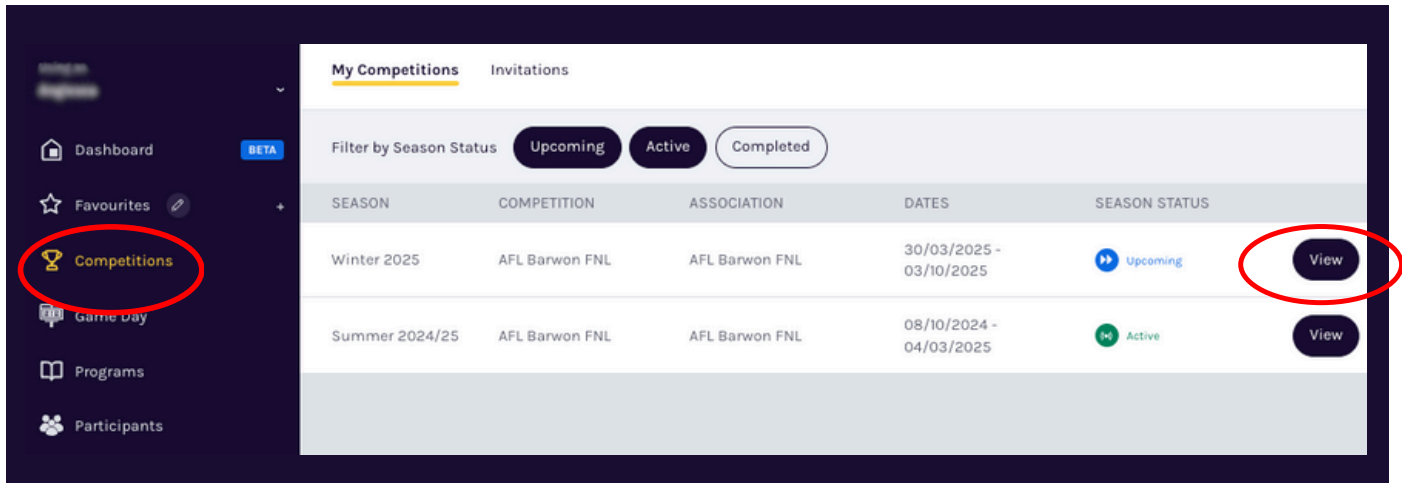 My Competitions Invitations
Dashboard BETA
Filter by Season Status Upcoming Active Completed
Favourites +
SEASON COMPETITION ASSOCIATION DATES SEASON STATUS
Competitions
Winter 2025 AFL Barwon FNL AFL Barwon FNL 30/03/2025 - 03/10/2025 Upcoming View
Game Day
Summer 2024/25 AFL Barwon FNL AFL Barwon FNL 08/10/2024 - 04/03/2025 Active View
Programs
Participants